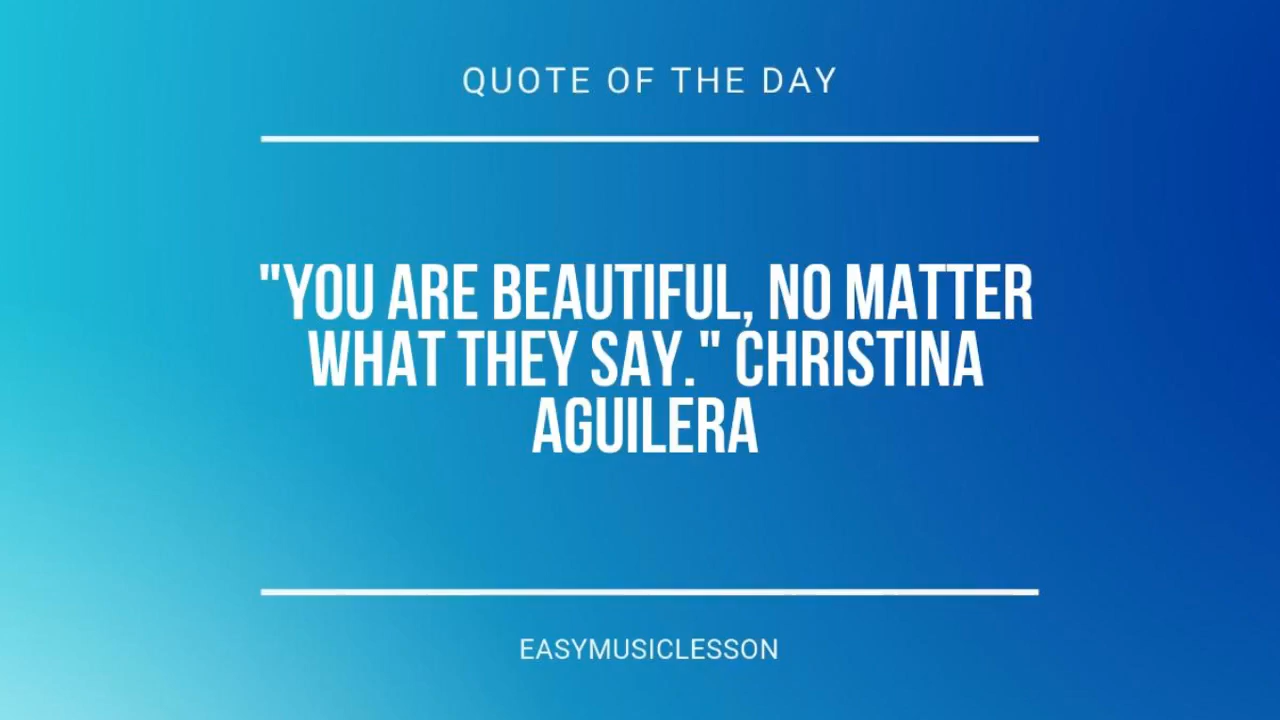 QUOTE OF THE DAY
"YOU ARE BEAUTIFUL, NO MATTER
WHAT THEY SAY." CHRISTINA
AGUILERA
EASYMUSICLESSON